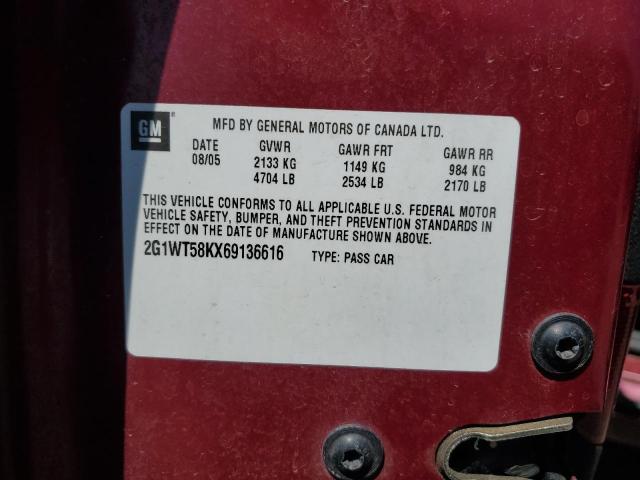 GM
MFD BY GENERAL MOTORS OF CANADA LTD.
DATE GVWR GAWR FRT GAWR RR
08/05 2133 KG 1149 KG 984 KG
4704 LB 2534 LB 2170 LB
THIS VEHICLE CONFORMS TO ALL APPLICABLE U.S. FEDERAL MOTOR
VEHICLE SAFETY, BUMPER, AND THEFT PREVENTION STANDARDS IN
EFFECT ON THE DATE OF MANUFACTURE SHOWN ABOVE.
2G1WT58KX69136616 TYPE: PASS CAR